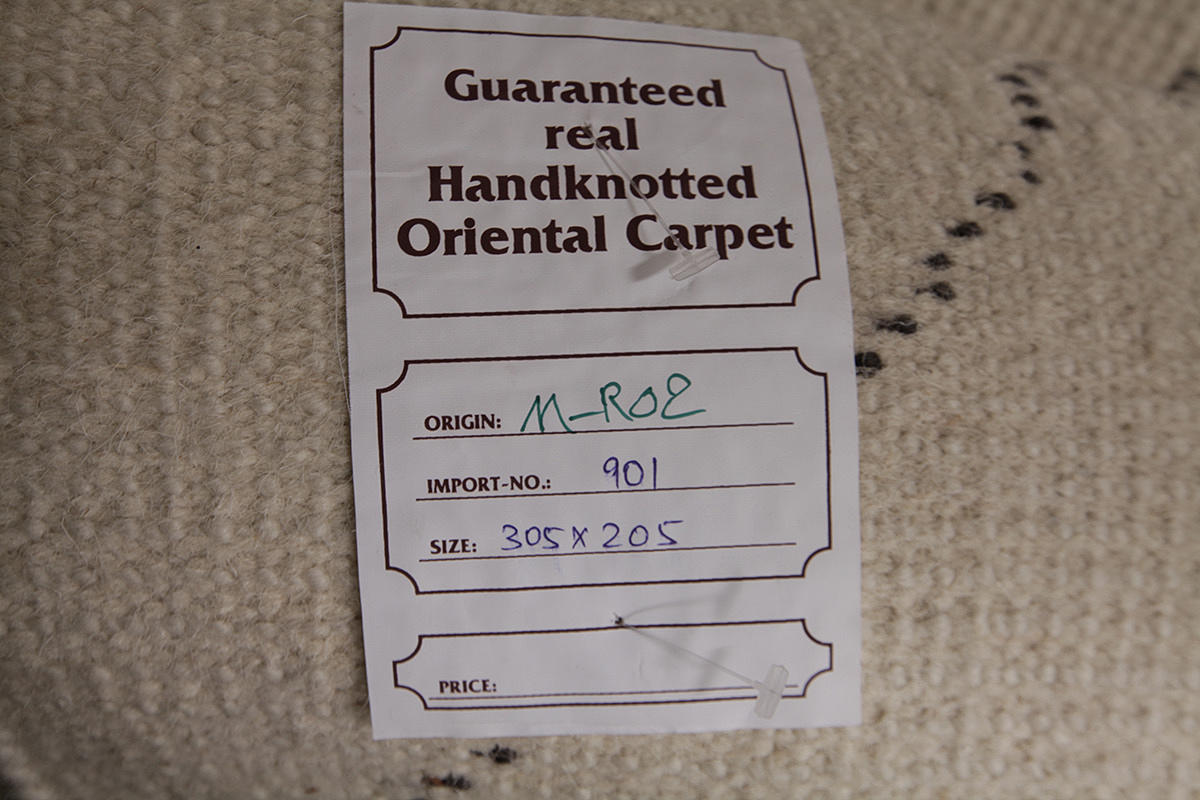 Guaranteed
real
Handknotted
Oriental Carpet
ORIGIN: M-ROE
IMPORT-NO.: 901
SIZE: 305 x 205
PRICE: